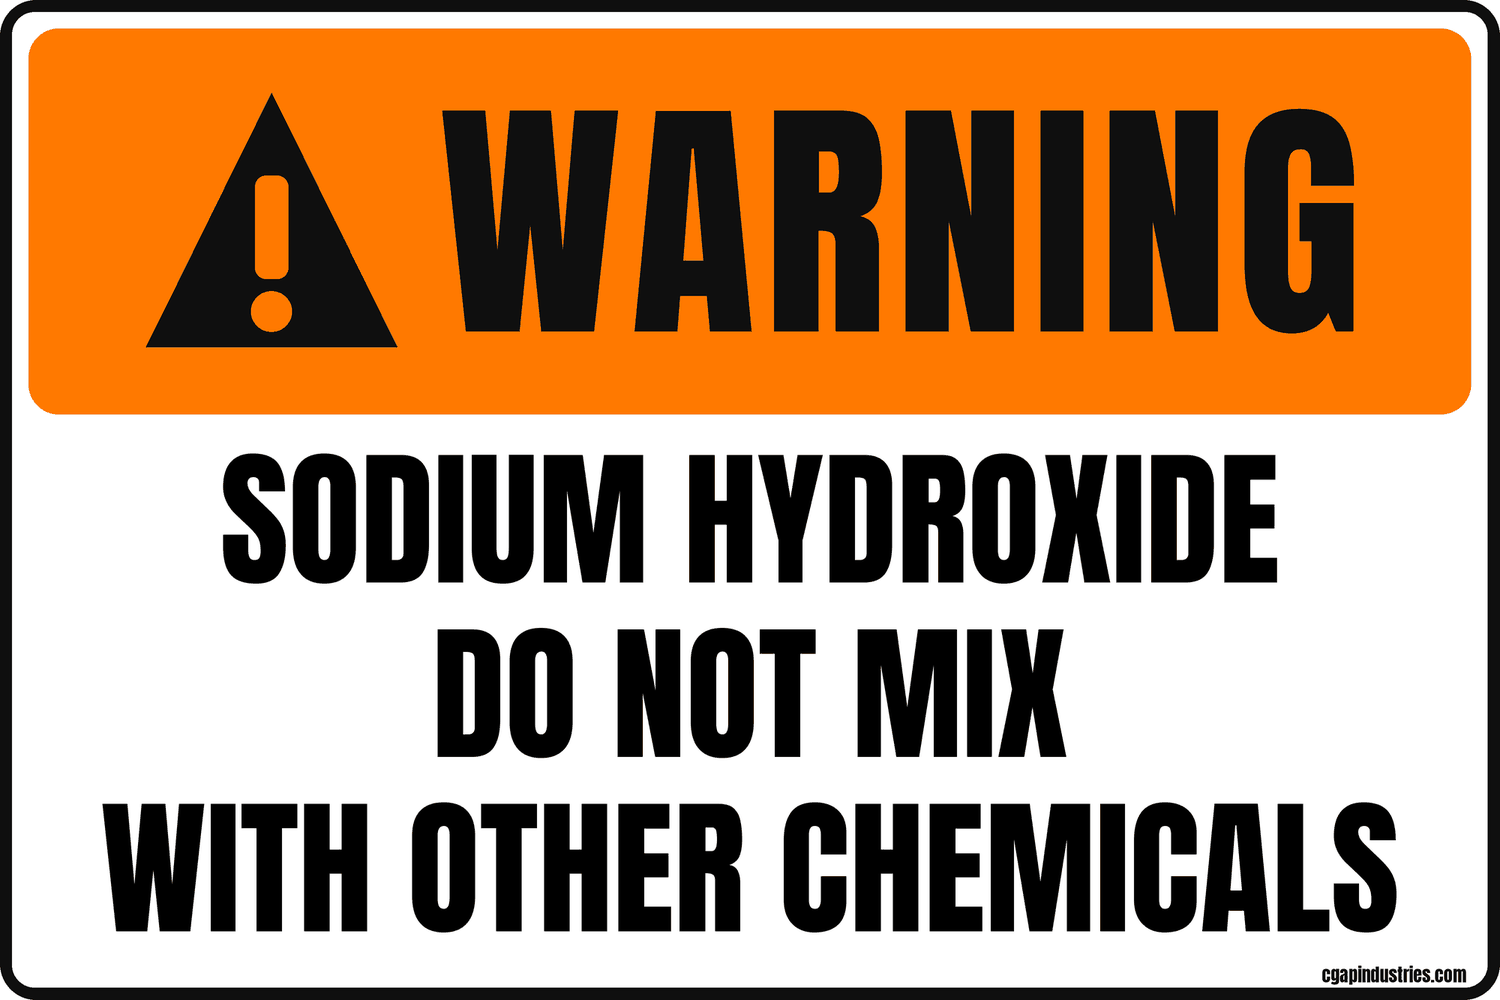 WARNING
SODIUM HYDROXIDE
DO NOT MIX
WITH OTHER CHEMICALS
cgapindustries.com